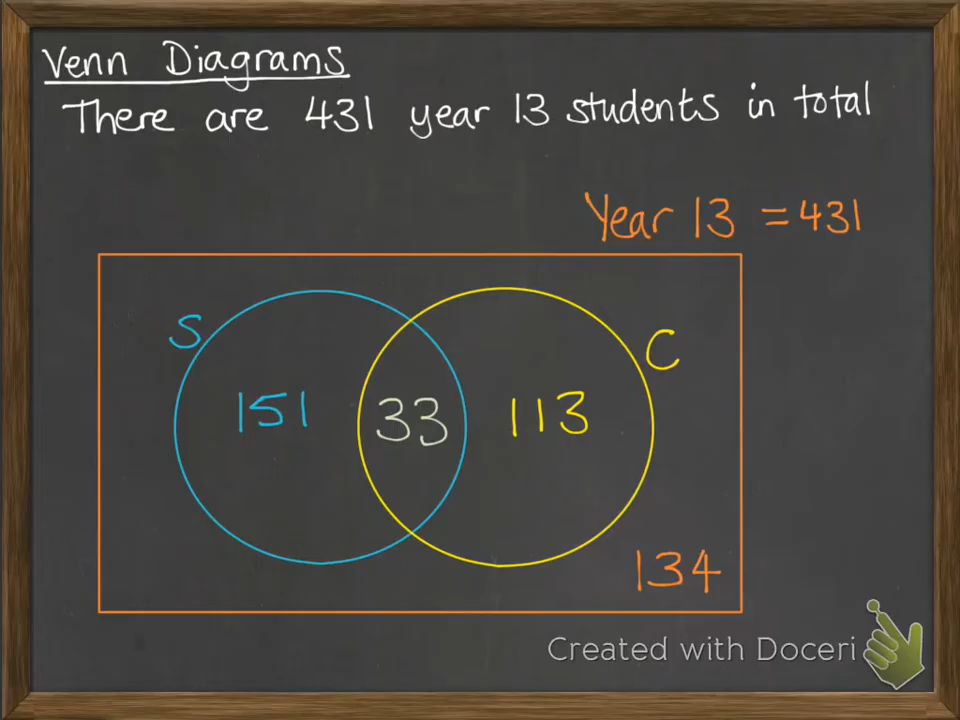 Venn Diagrams
There are 431 year 13 students in total
Year 13 = 431
S
C
151 33 113
134
Created with Doceri